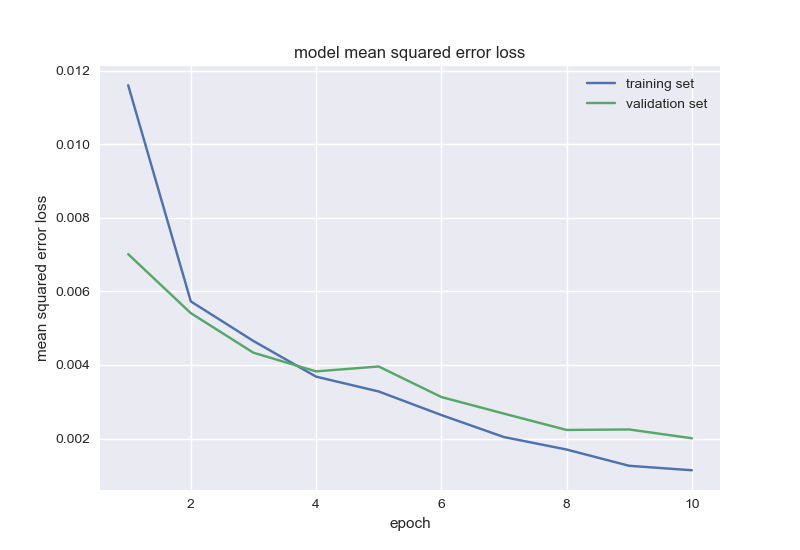 model mean squared error loss
training set
validation set
0.012
0.010
0.008
0.006
0.004
0.002
mean squared error loss
2 4 6 8 10
epoch